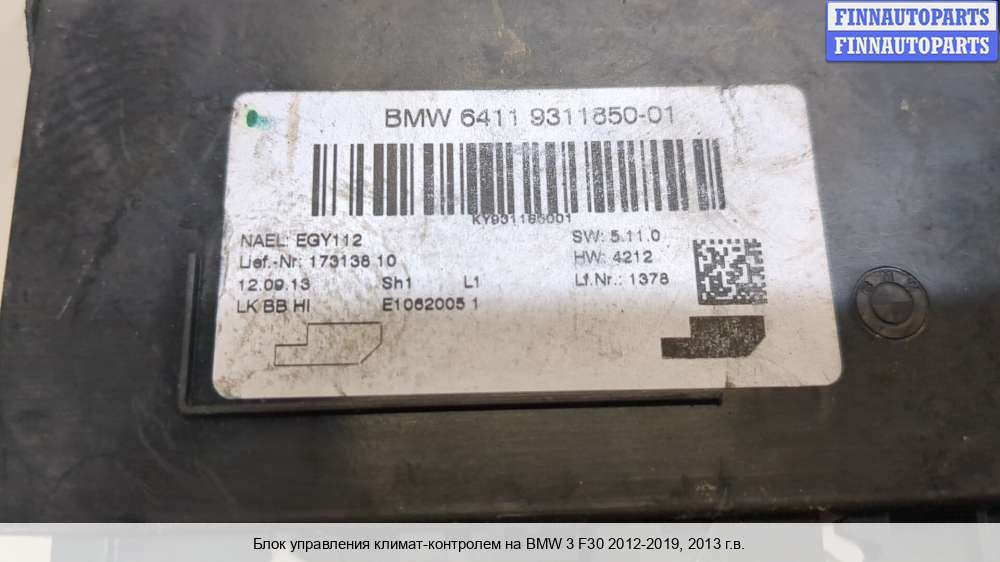 FINNAUTOPARTS
FINNAUTOPARTS
BMW 6411 9311850-01
KY931185001
NAEL: EGY112
SW: 5.11.0
Lief.-Nr: 173138 10
HW: 4212
12.09.13 Sh1 L1
Lf.Nr.: 1378
LK BB HI E1062005 1
Блок управления климат-контролем на BMW 3 F30 2012-2019, 2013 г.в.